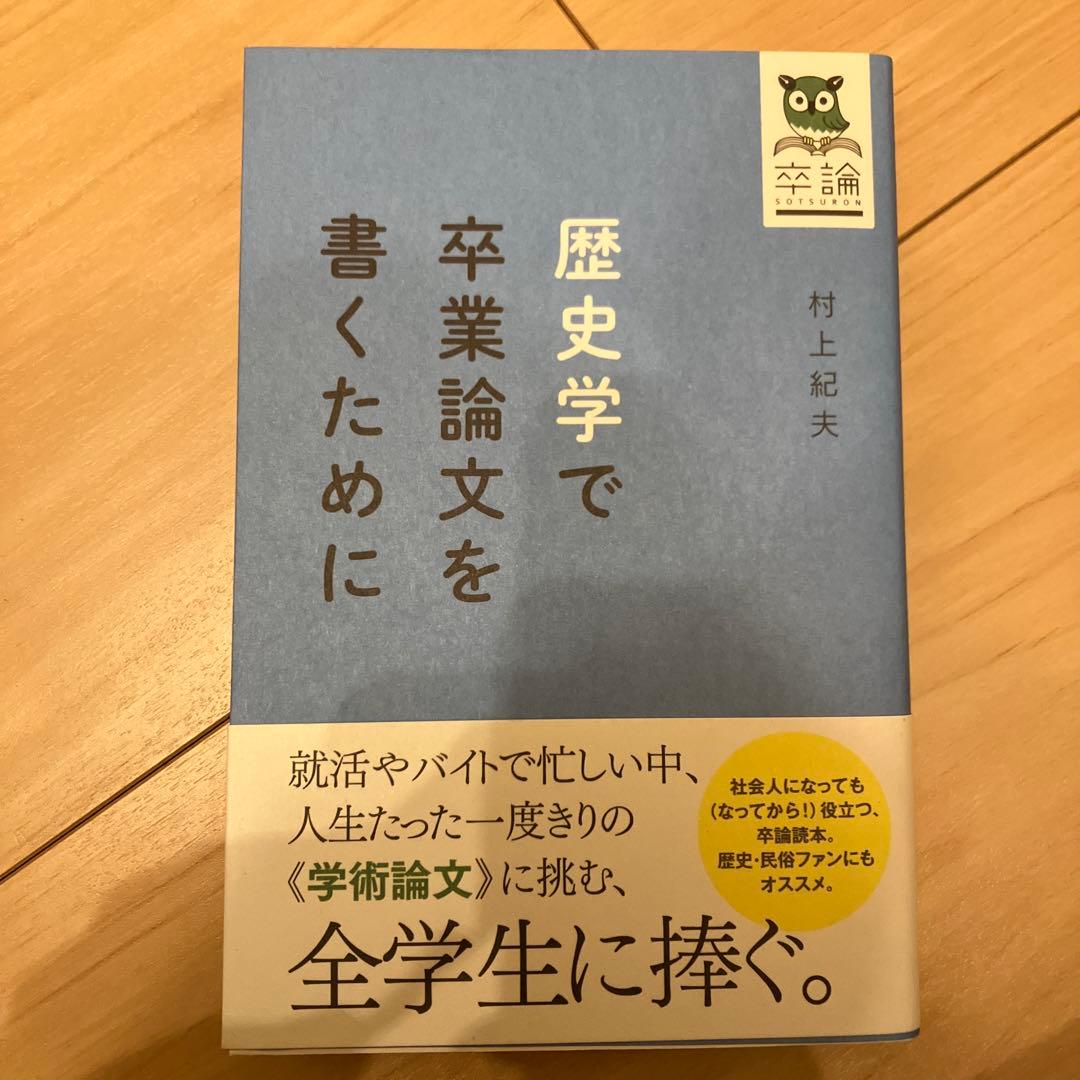 卒論
SOTSURON
村上紀夫
歴史学で
卒業論文を
書くために
就活やバイトで忙しい中、
人生たった一度きりの
《学術論文》に挑む、
全学生に捧ぐ。
社会人になっても
(なってから!)役立つ、
卒論読本。
歴史・民俗ファンにも
オススメ。